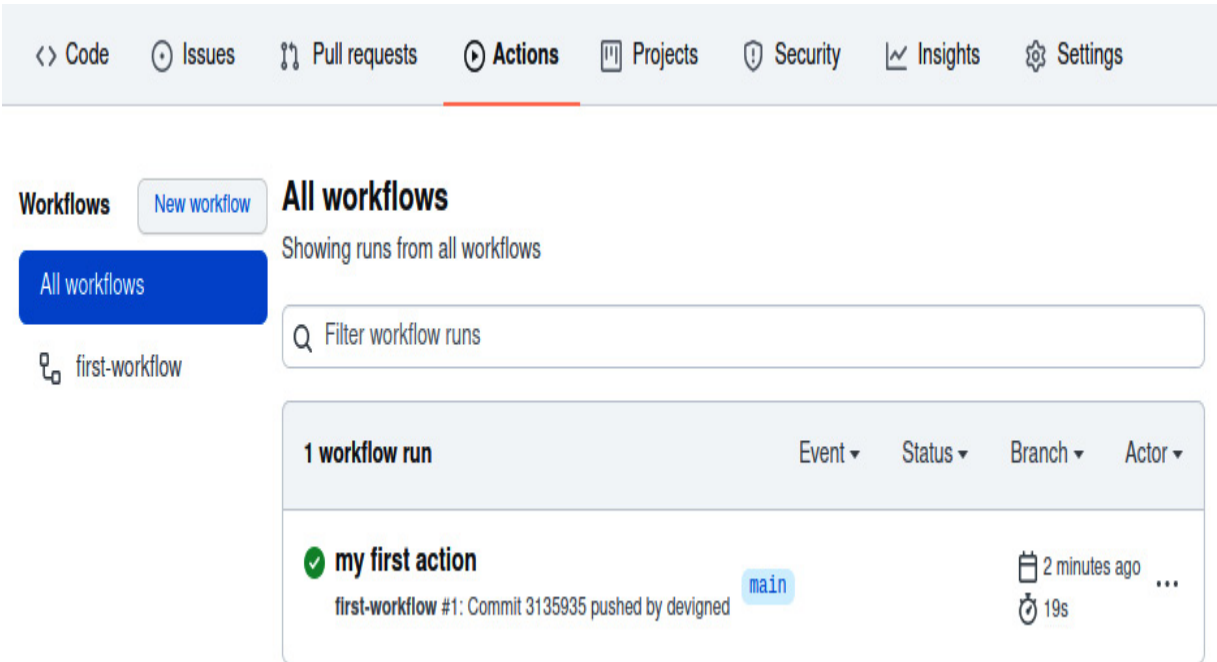 Code Issues Pull requests Actions Projects Security Insights Settings
Workflows New workflow
All workflows
first-workflow
All workflows
Showing runs from all workflows
Filter workflow runs
1 workflow run Event Status Branch Actor
my first action
first-workflow #1: Commit 3135935 pushed by devigned
main
2 minutes ago
19s